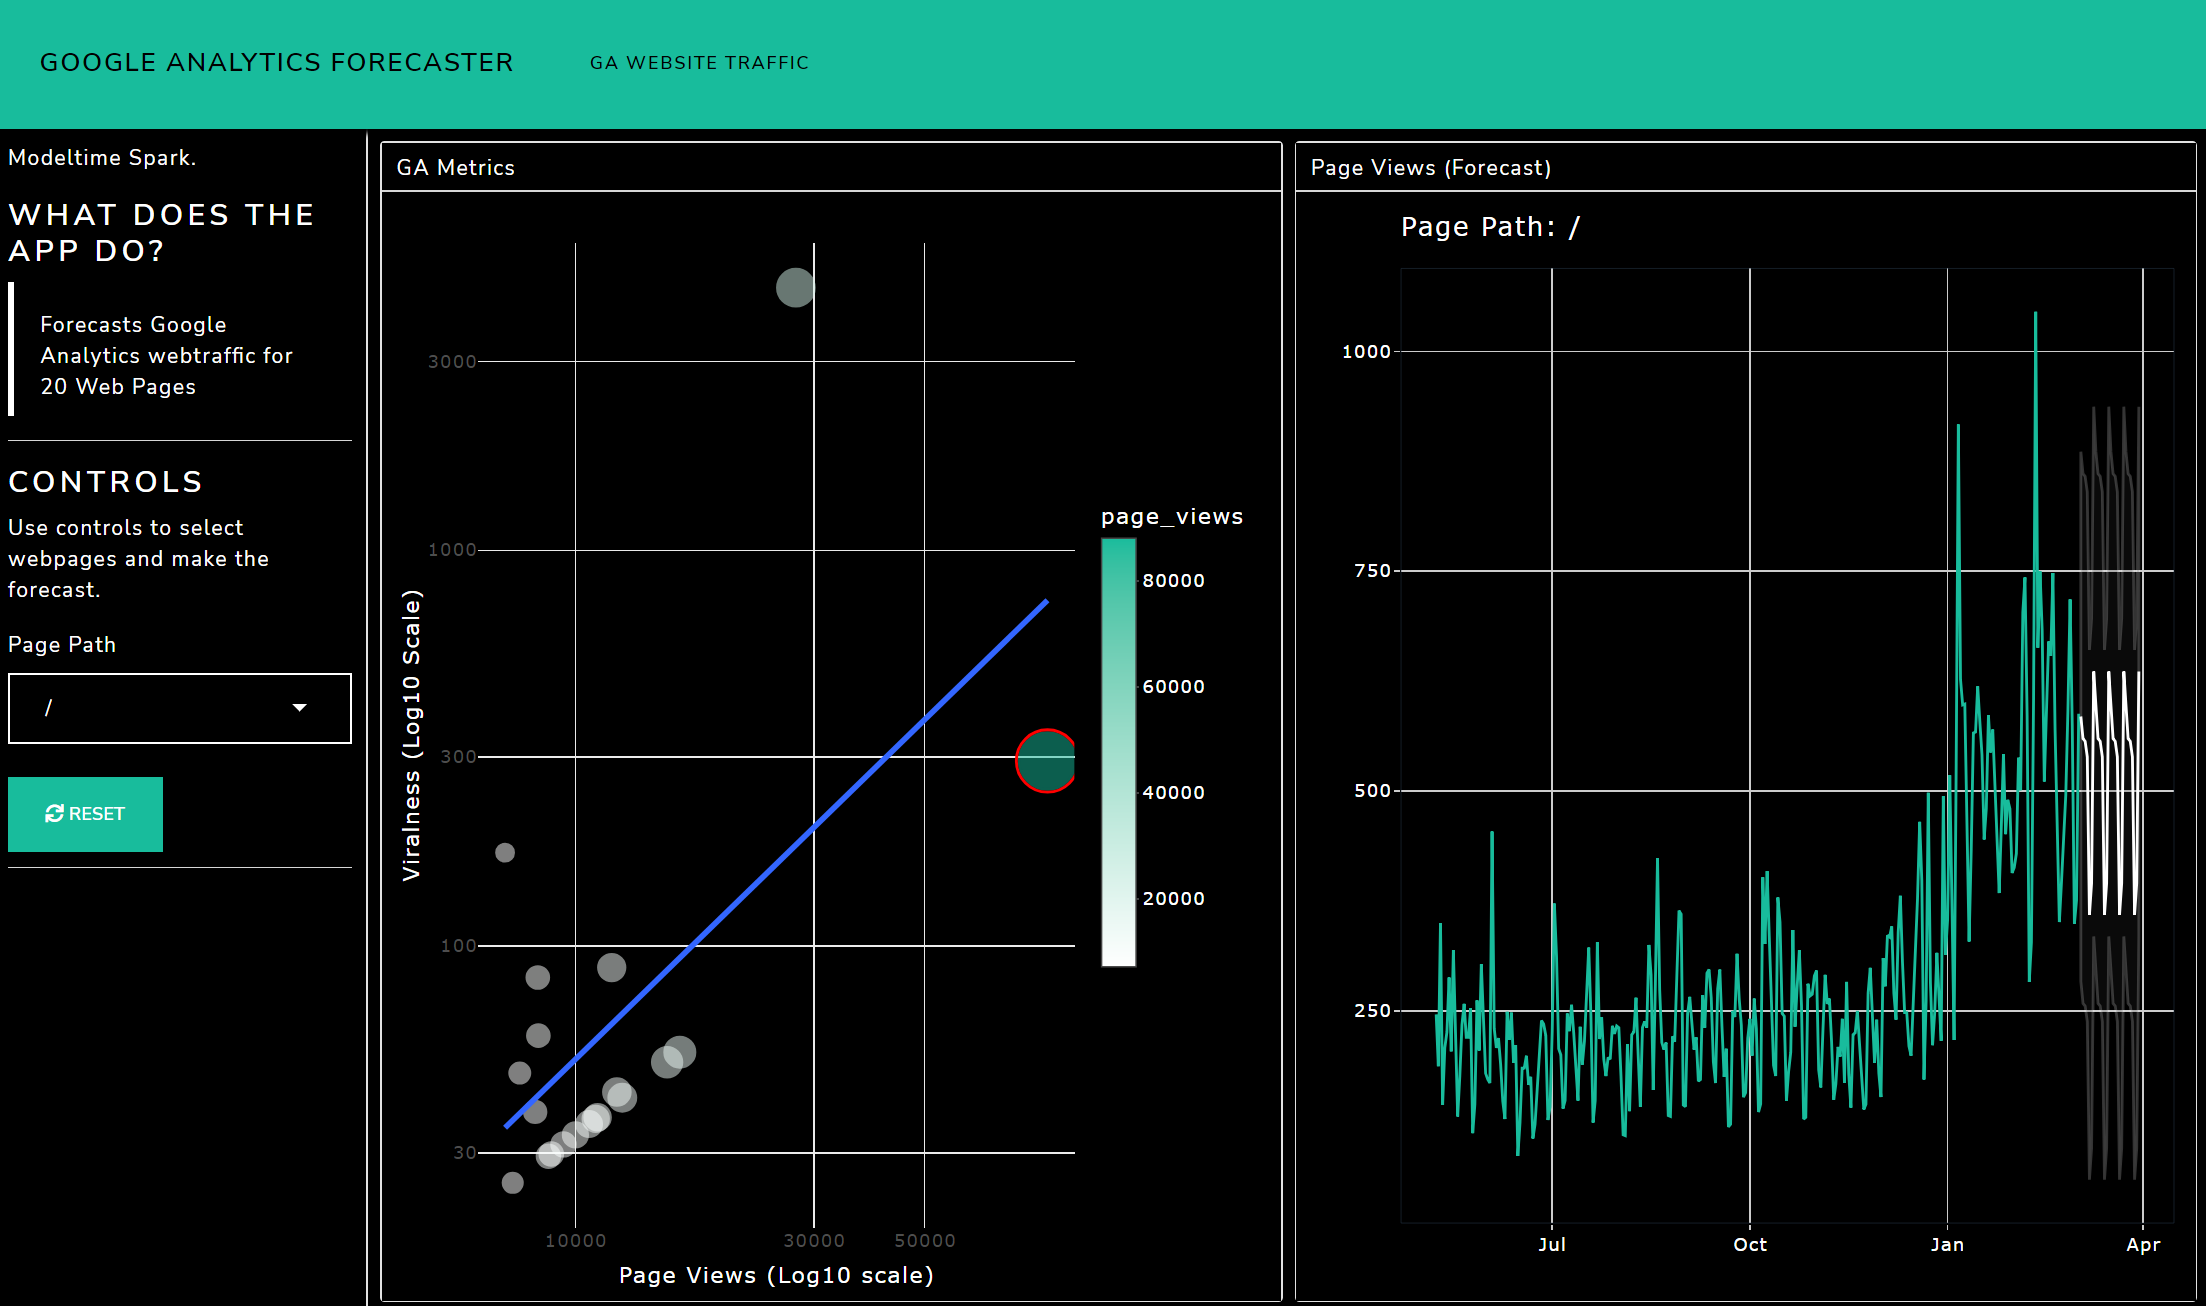 GOOGLE ANALYTICS FORECASTER
GA WEBSITE TRAFFIC
Modeltime Spark.
WHAT DOES THE
APP DO?
Forecasts Google
Analytics webtraffic for
20 Web Pages
CONTROLS
Use controls to select
webpages and make the
forecast.
Page Path
/
RESET
GA Metrics
3000
1000
300
100
30
Viralness (Log10 Scale)
10000
30000
50000
Page Views (Log10 scale)
page_views
80000
60000
40000
20000
Page Views (Forecast)
Page Path: /
1000
750
500
250
Jul
Oct
Jan
Apr